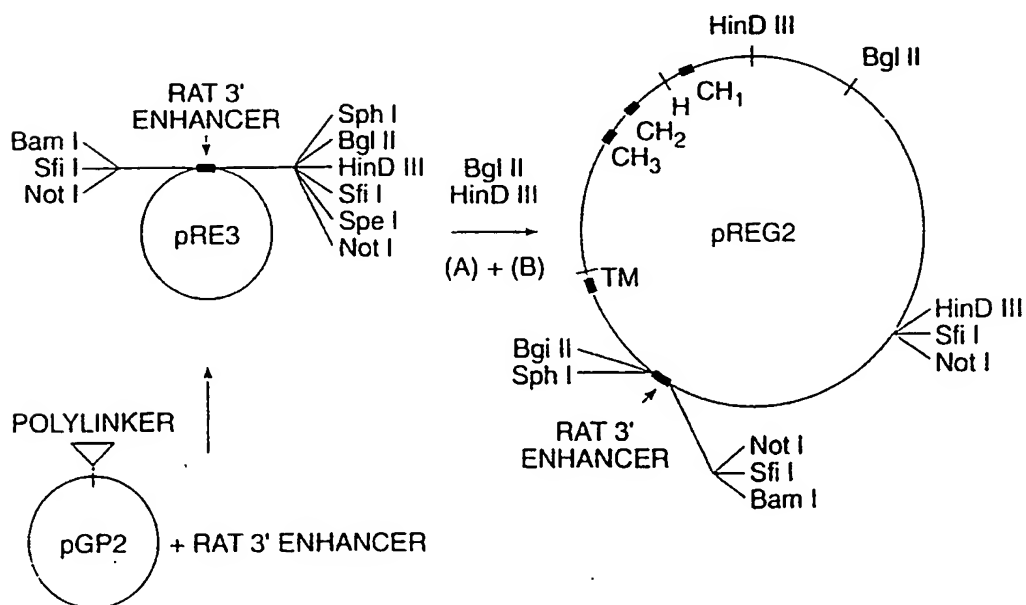 RAT 3'
ENHANCER
Bam I
Sfi I
Not I
Sph I
Bgl II
HinD III
Sfi I
Spe I
Not I
pRE3
Bgl II
HinD III
(A) + (B)
POLYLINKER
pGP2
+ RAT 3' ENHANCER
HinD III
Bgl II
CH1
H
CH2
CH3
pREG2
TM
HinD III
Sfi I
Not I
Bgi II
Sph I
RAT 3'
ENHANCER
Not I
Sfi I
Bam I